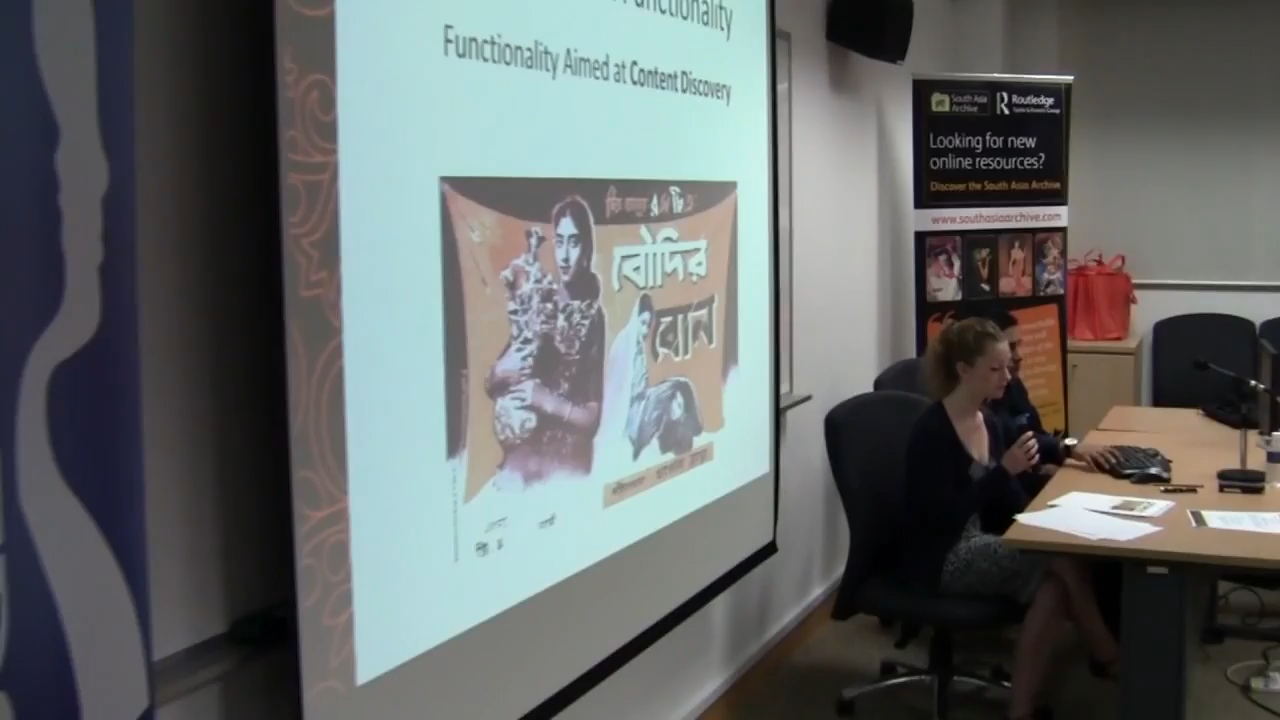 Functionality
Functionality Aimed at Content Discovery
বৌদির
বোন
South Asia
Archive
Routledge
Looking for new
online resources?
Discover the South Asia Archive
www.southasiaarchive.com